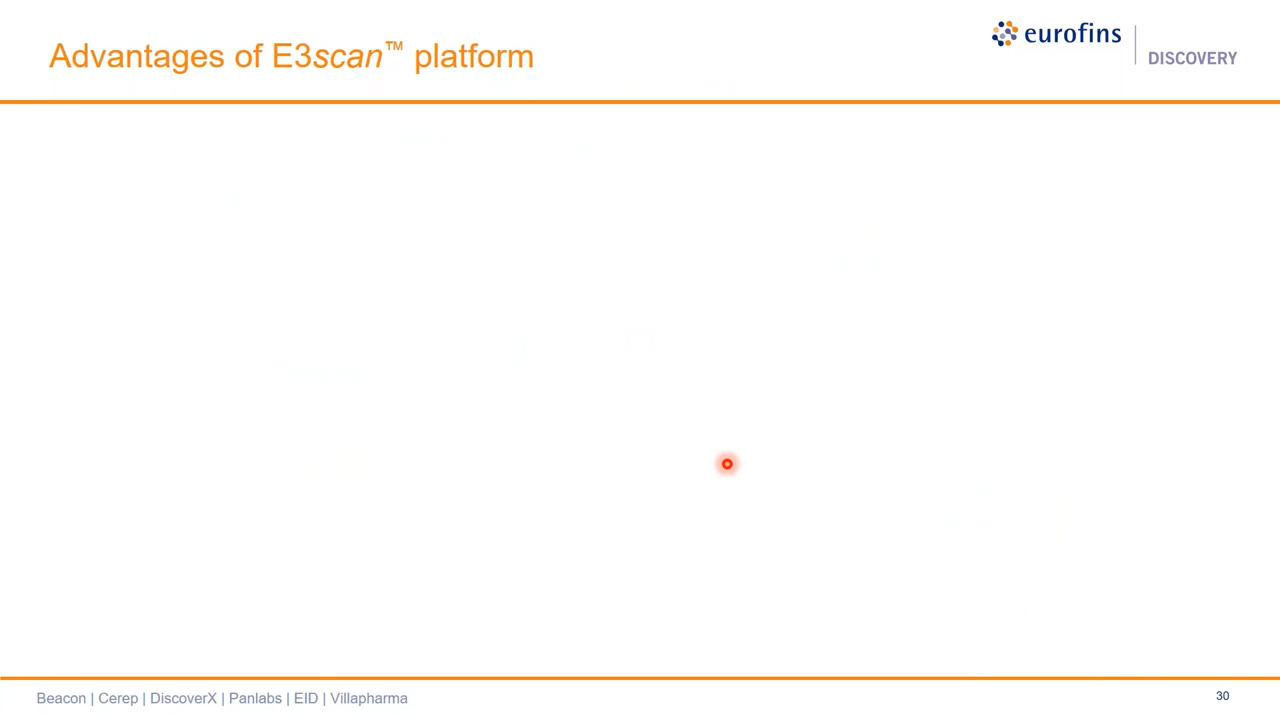 Advantages of E3scan™ platform
eurofins
DISCOVERY
Beacon | Cerep | DiscoverX | Panlabs | EID | Villapharma
30